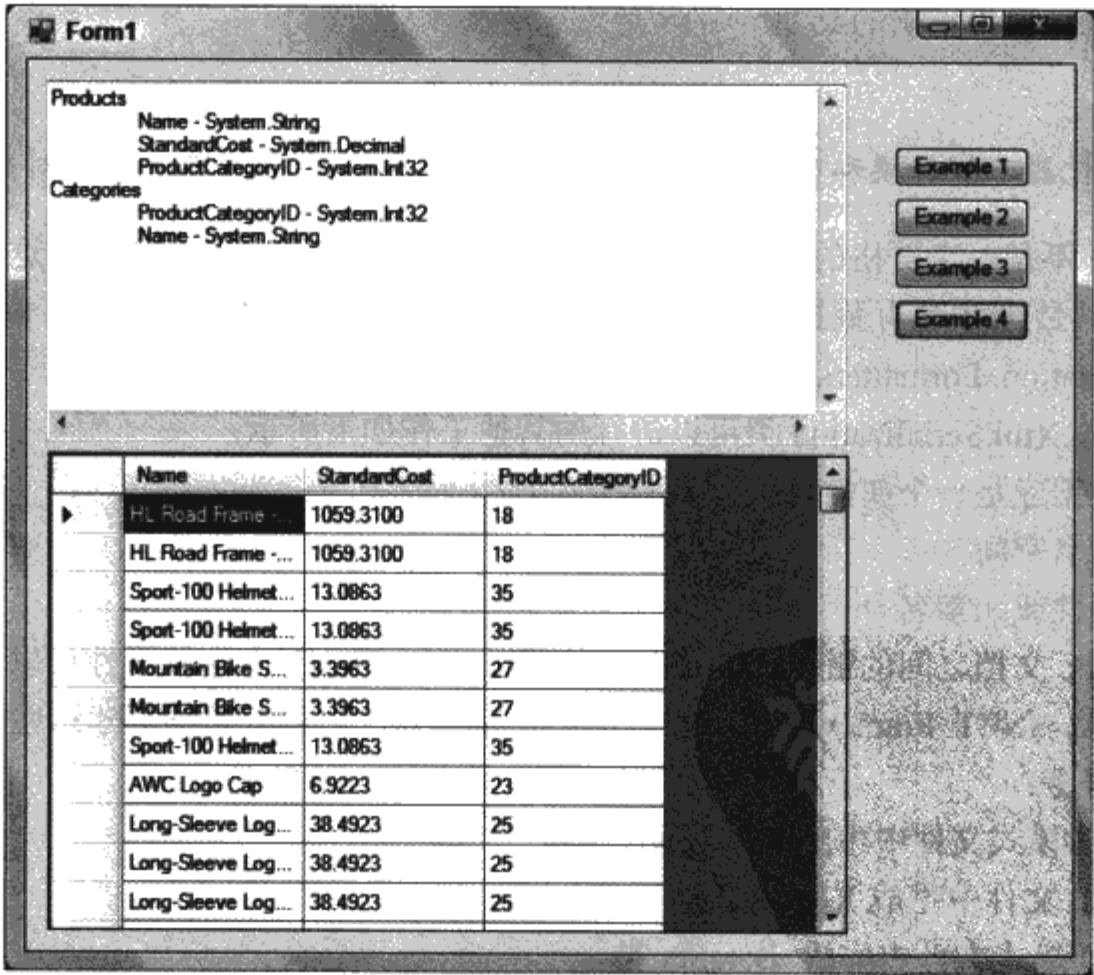 Form1
Products
Name - System.String
StandardCost - System.Decimal
ProductCategoryID - System.Int32
Categories
ProductCategoryID - System.Int32
Name - System.String
Example 1
Example 2
Example 3
Example 4
Name StandardCost ProductCategoryID
HL Road Frame -... 1059.3100 18
HL Road Frame -... 1059.3100 18
Sport-100 Helmet... 13.0863 35
Sport-100 Helmet... 13.0863 35
Mountain Bike S... 3.3963 27
Mountain Bike S... 3.3963 27
Sport-100 Helmet... 13.0863 35
AWC Logo Cap 6.9223 23
Long-Sleeve Log... 38.4923 25
Long-Sleeve Log... 38.4923 25
Long-Sleeve Log... 38.4923 25